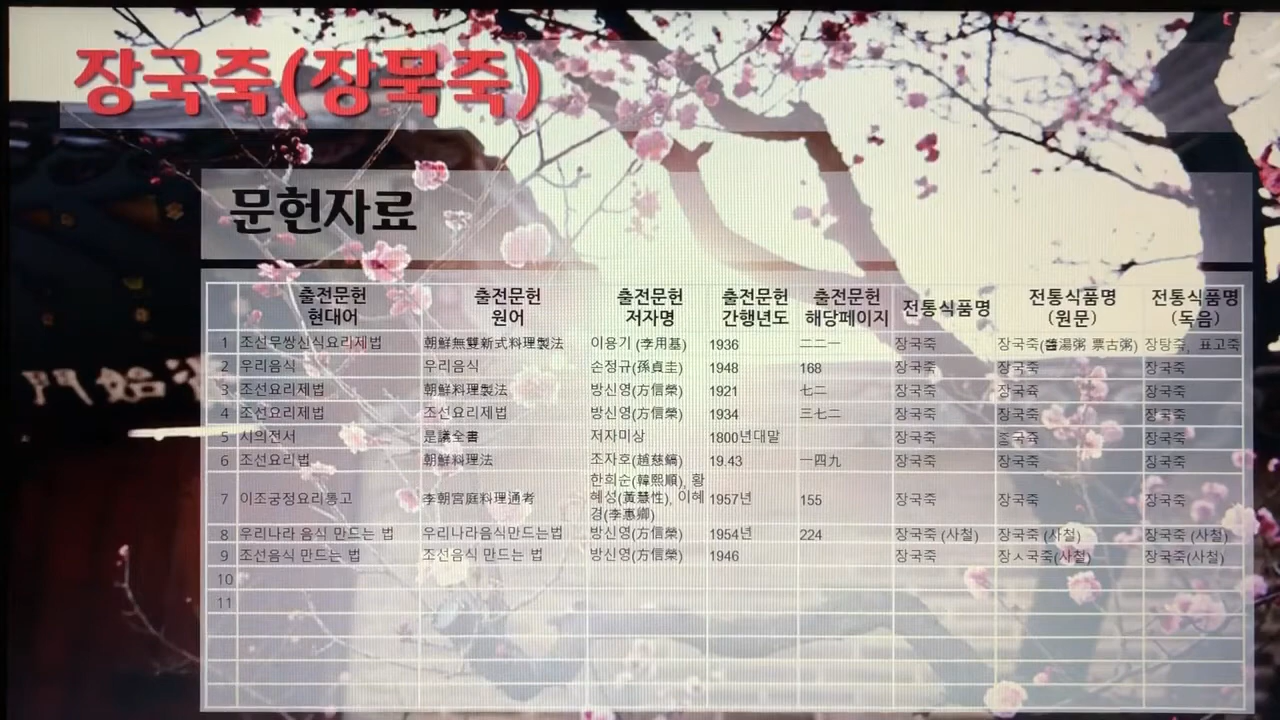 장국죽(장묵죽)
문헌자료
출전문헌 현대어 출전문헌 원어 출전문헌 저자명 출전문헌 간행년도 출전문헌 해당페이지 전통식품명 전통식품명 (원문) 전통식품명 (독음)
1 조선무쌍신식요리제법 朝鮮無雙新式料理製法 이용기 (李用基) 1936 二二一 장국죽 장국죽(醬湯粥 票古粥) 장탕죽, 표고죽
2 우리음식 우리음식 손정규(孫貞圭) 1948 168 장국죽 장국죽 장국죽
3 조선요리제법 朝鮮料理製法 방신영(方信榮) 1921 七二 장국죽 장국육 장국죽
4 조선요리제법 조선요리제법 방신영(方信榮) 1934 三七二 장국죽 장국죽 장국죽
5 시의전서 是議全書 저자미상 1800년대말 장국죽 장국죽
6 조선요리법 朝鮮料理法 조자호(趙慈鎬) 19.43 一四九 장국죽 장국죽 장국죽
7 이조궁정요리통고 李朝宮庭料理通考 한희순(韓熙順), 황혜성(黃慧性), 이혜경(李惠卿) 1957년 155 장국죽 장국죽 장국죽
8 우리나라 음식 만드는 법 우리나라음식만드는법 방신영(方信榮) 1954년 224 장국죽 (사철) 장국죽 (사철) 장국죽 (사철)
9 조선음식 만드는 법 조선음식 만드는 법 방신영(方信榮) 1946 장국죽 장ㅅ국죽(사철) 장국죽(사철)
10
11